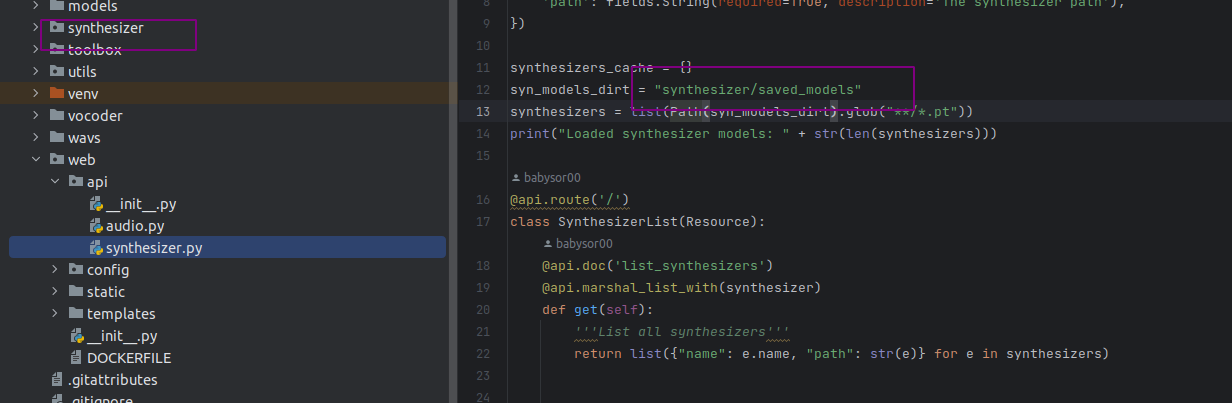 models
synthesizer
toolbox
utils
venv
vocoder
wavs
web
api
__init__.py
audio.py
synthesizer.py
config
static
templates
__init__.py
DOCKERFILE
.gitattributes
.gitignore
8 'path': fields.String(required=True, description='The synthesizer path'),
9 })
10
11 synthesizers_cache = {}
12 syn_models_dirt = "synthesizer/saved_models"
13 synthesizers = list(Path(syn_models_dirt).glob("**/*.pt"))
14 print("Loaded synthesizer models: " + str(len(synthesizers)))
15
babysor00
16 @api.route('/')
17 class SynthesizerList(Resource):
babysor00
18 @api.doc('list_synthesizers')
19 @api.marshal_list_with(synthesizer)
20 def get(self):
21 '''List all synthesizers'''
22 return list({"name": e.name, "path": str(e)} for e in synthesizers)
23
24